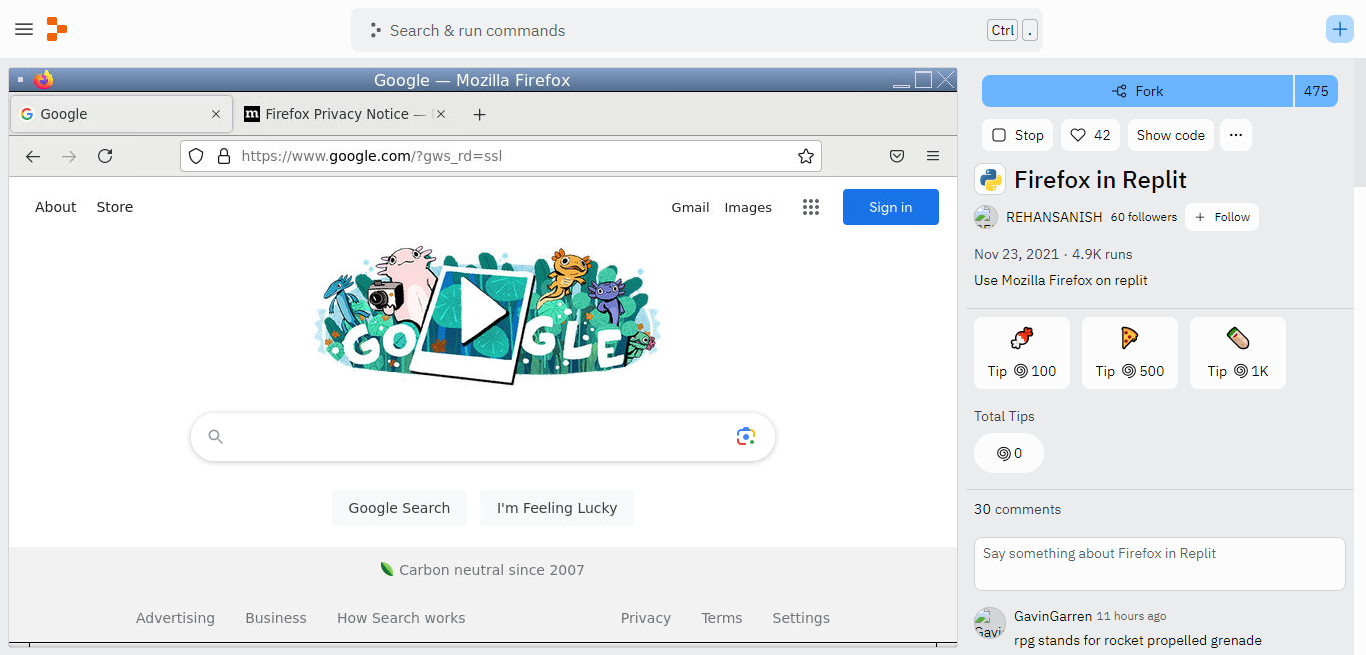 Search & run commands
Ctrl .
Google — Mozilla Firefox
Google
Firefox Privacy Notice —
https://www.google.com/?gws_rd=ssl
About Store
Gmail Images
Sign in
GOOGLE
Google Search
I'm Feeling Lucky
Carbon neutral since 2007
Advertising Business How Search works
Privacy Terms Settings
Fork 475
Stop 42 Show code
Firefox in Replit
REHANSANISH 60 followers + Follow
Nov 23, 2021 · 4.9K runs
Use Mozilla Firefox on replit
Tip 100 Tip 500 Tip 1K
Total Tips
0
30 comments
Say something about Firefox in Replit
GavinGarren 11 hours ago
Gavi
rpg stands for rocket propelled grenade